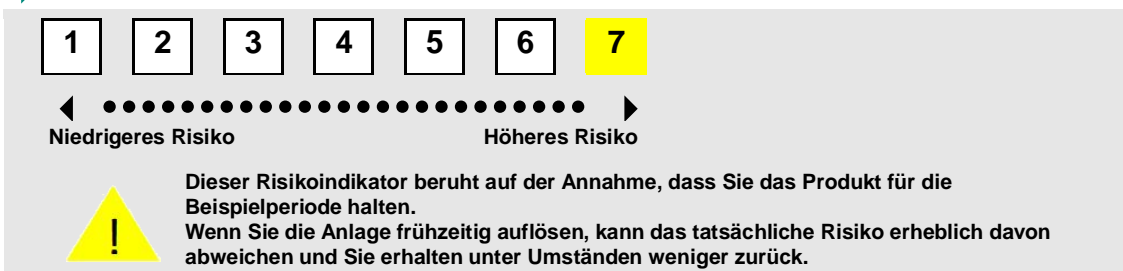 1 2 3 4 5 6 7
Niedrigeres Risiko Höheres Risiko
Dieser Risikoindikator beruht auf der Annahme, dass Sie das Produkt für die
Beispielperiode halten.
! Wenn Sie die Anlage frühzeitig auflösen, kann das tatsächliche Risiko erheblich davon
abweichen und Sie erhalten unter Umständen weniger zurück.